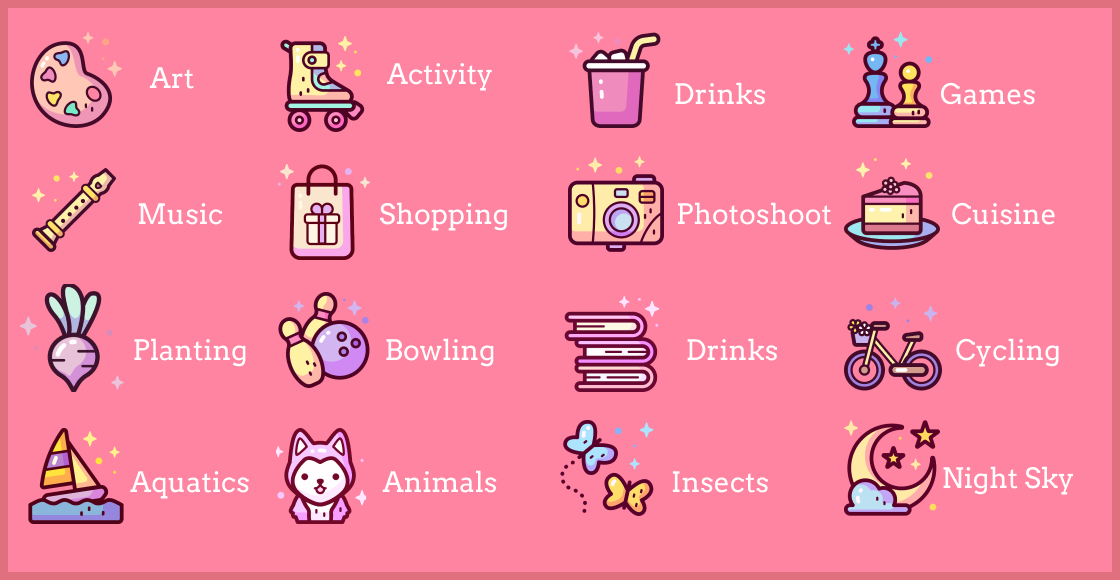 Art
Activity
Drinks
Games
Music
Shopping
Photoshoot
Cuisine
Planting
Bowling
Drinks
Cycling
Aquatics
Animals
Insects
Night Sky